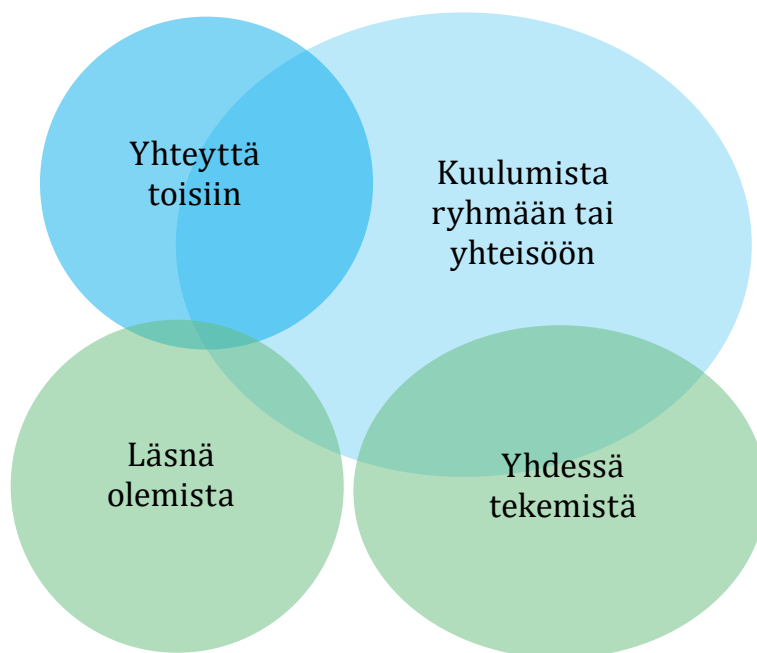 Yhteyttä
toisiin
Kuulumista
ryhmään tai
yhteisöön
Läsnä
olemista
Yhdessä
tekemistä